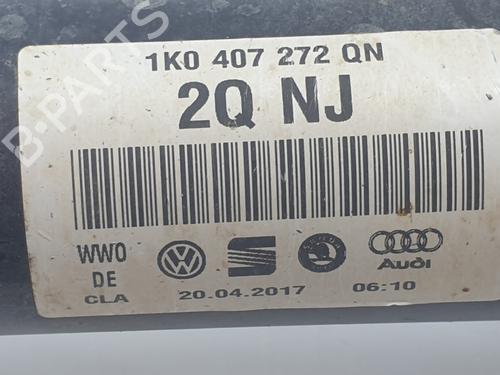 1K0 407 272 QN
2Q NJ
WWO
DE
CLA
Audi
20.04.2017
06:10
B-PARTS